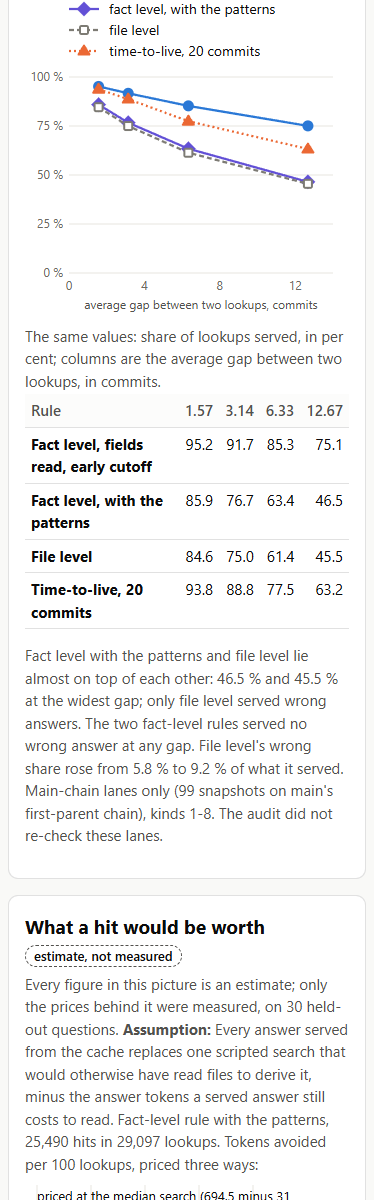 fact level, with the patterns
file level
time-to-live, 20 commits
100 %
75 %
50 %
25 %
0 %
0 4 8 12
average gap between two lookups, commits
The same values: share of lookups served, in per
cent; columns are the average gap between two
lookups, in commits.
Rule 1.57 3.14 6.33 12.67
Fact level, fields 95.2 91.7 85.3 75.1
read, early cutoff
Fact level, with the 85.9 76.7 63.4 46.5
patterns
File level 84.6 75.0 61.4 45.5
Time-to-live, 20 93.8 88.8 77.5 63.2
commits
Fact level with the patterns and file level lie
almost on top of each other: 46.5 % and 45.5 %
at the widest gap; only file level served wrong
answers. The two fact-level rules served no
wrong answer at any gap. File level's wrong
share rose from 5.8 % to 9.2 % of what it served.
Main-chain lanes only (99 snapshots on main's
first-parent chain), kinds 1-8. The audit did not
re-check these lanes.
What a hit would be worth
estimate, not measured
Every figure in this picture is an estimate; only
the prices behind it were measured, on 30 held-
out questions. Assumption: Every answer served
from the cache replaces one scripted search that
would otherwise have read files to derive it,
minus the answer tokens a served answer still
costs to read. Fact-level rule with the patterns,
25,490 hits in 29,097 lookups. Tokens avoided
per 100 lookups, priced three ways:
priced at the median search (694.5 minus 31